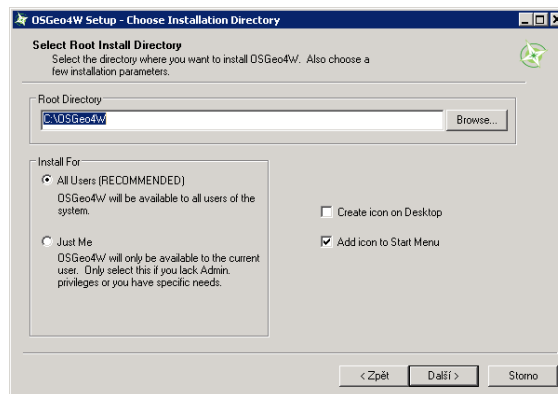 OSGeo4W Setup - Choose Installation Directory
Select Root Install Directory
Select the directory where you want to install OSGeo4W. Also choose a
few installation parameters.
Root Directory
C:\OSGeo4W
Browse...
Install For
All Users (RECOMMENDED)
OSGeo4W will be available to all users of the
system.
Just Me
OSGeo4W will only be available to the current
user. Only select this if you lack Admin.
privileges or you have specific needs.
Create icon on Desktop
Add icon to Start Menu
< Zpět
Další >
Storno